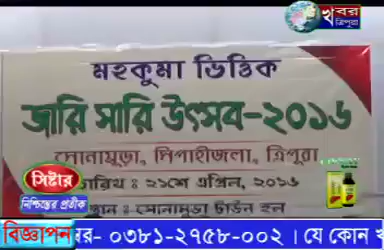 খবর
ত্রিপুরা
মহকুমা ভিত্তিক
জারি সারি উৎসব-২০১৬
সোনামুড়া, সিপাহীজলা, ত্রিপুরা
তারিখ : ২১শে এপ্রিল, ২০১৬
স্থান : সোনামুড়া টাউন হল
সিষ্টার
নিশ্চিন্তের প্রতীক
বিজ্ঞাপন
০৩৮১-২৭৫৮-০০২ । যে কোন